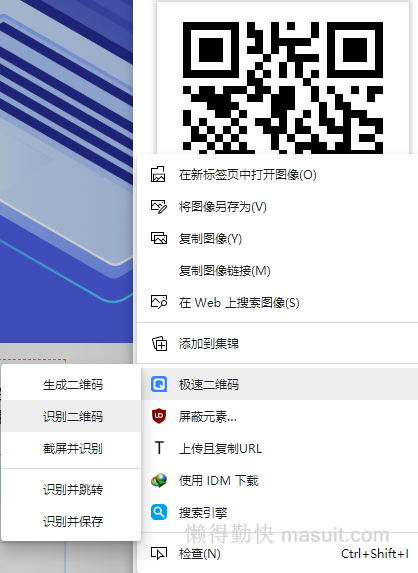 在新标签页中打开图像(O)
将图像另存为(V)
复制图像(Y)
复制图像链接(M)
在 Web 上搜索图像(S)
添加到集锦
极速二维码
屏蔽元素...
上传且复制URL
使用 IDM 下载
搜索引擎
检查(N) Ctrl+Shift+I
生成二维码
识别二维码
截屏并识别
识别并跳转
识别并保存
懒得勤快 masuit.com